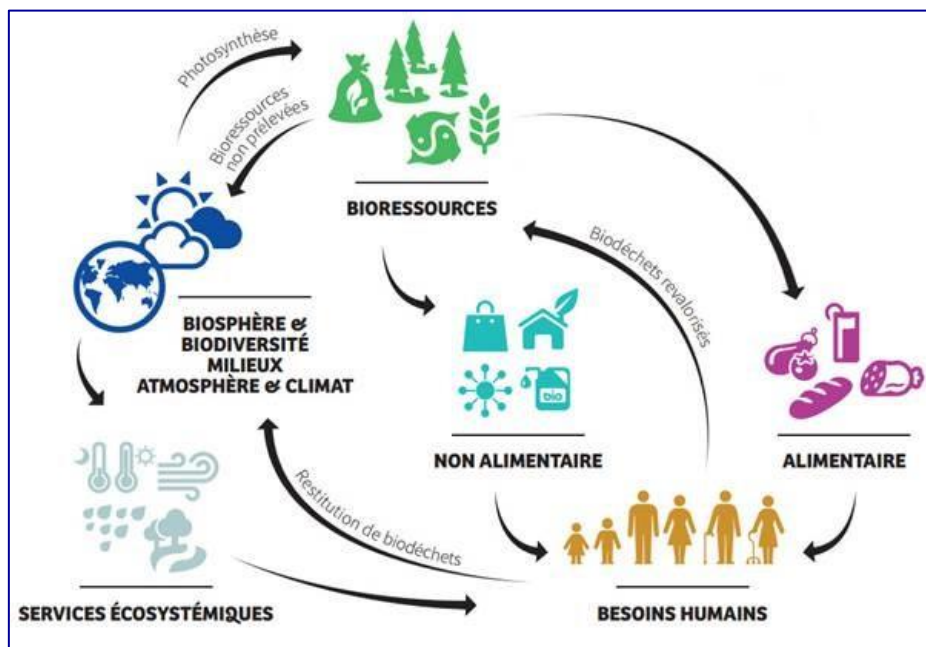 Photosynthèse
Bioressources
non prélevées
BIORESSOURCES
Biodéchets revalorisés
BIOSPHÈRE &
BIODIVERSITÉ
MILIEUX
ATMOSPHÈRE & CLIMAT
bio
NON ALIMENTAIRE
ALIMENTAIRE
Restitution de biodéchets
SERVICES ÉCOSYSTÉMIQUES
BESOINS HUMAINS